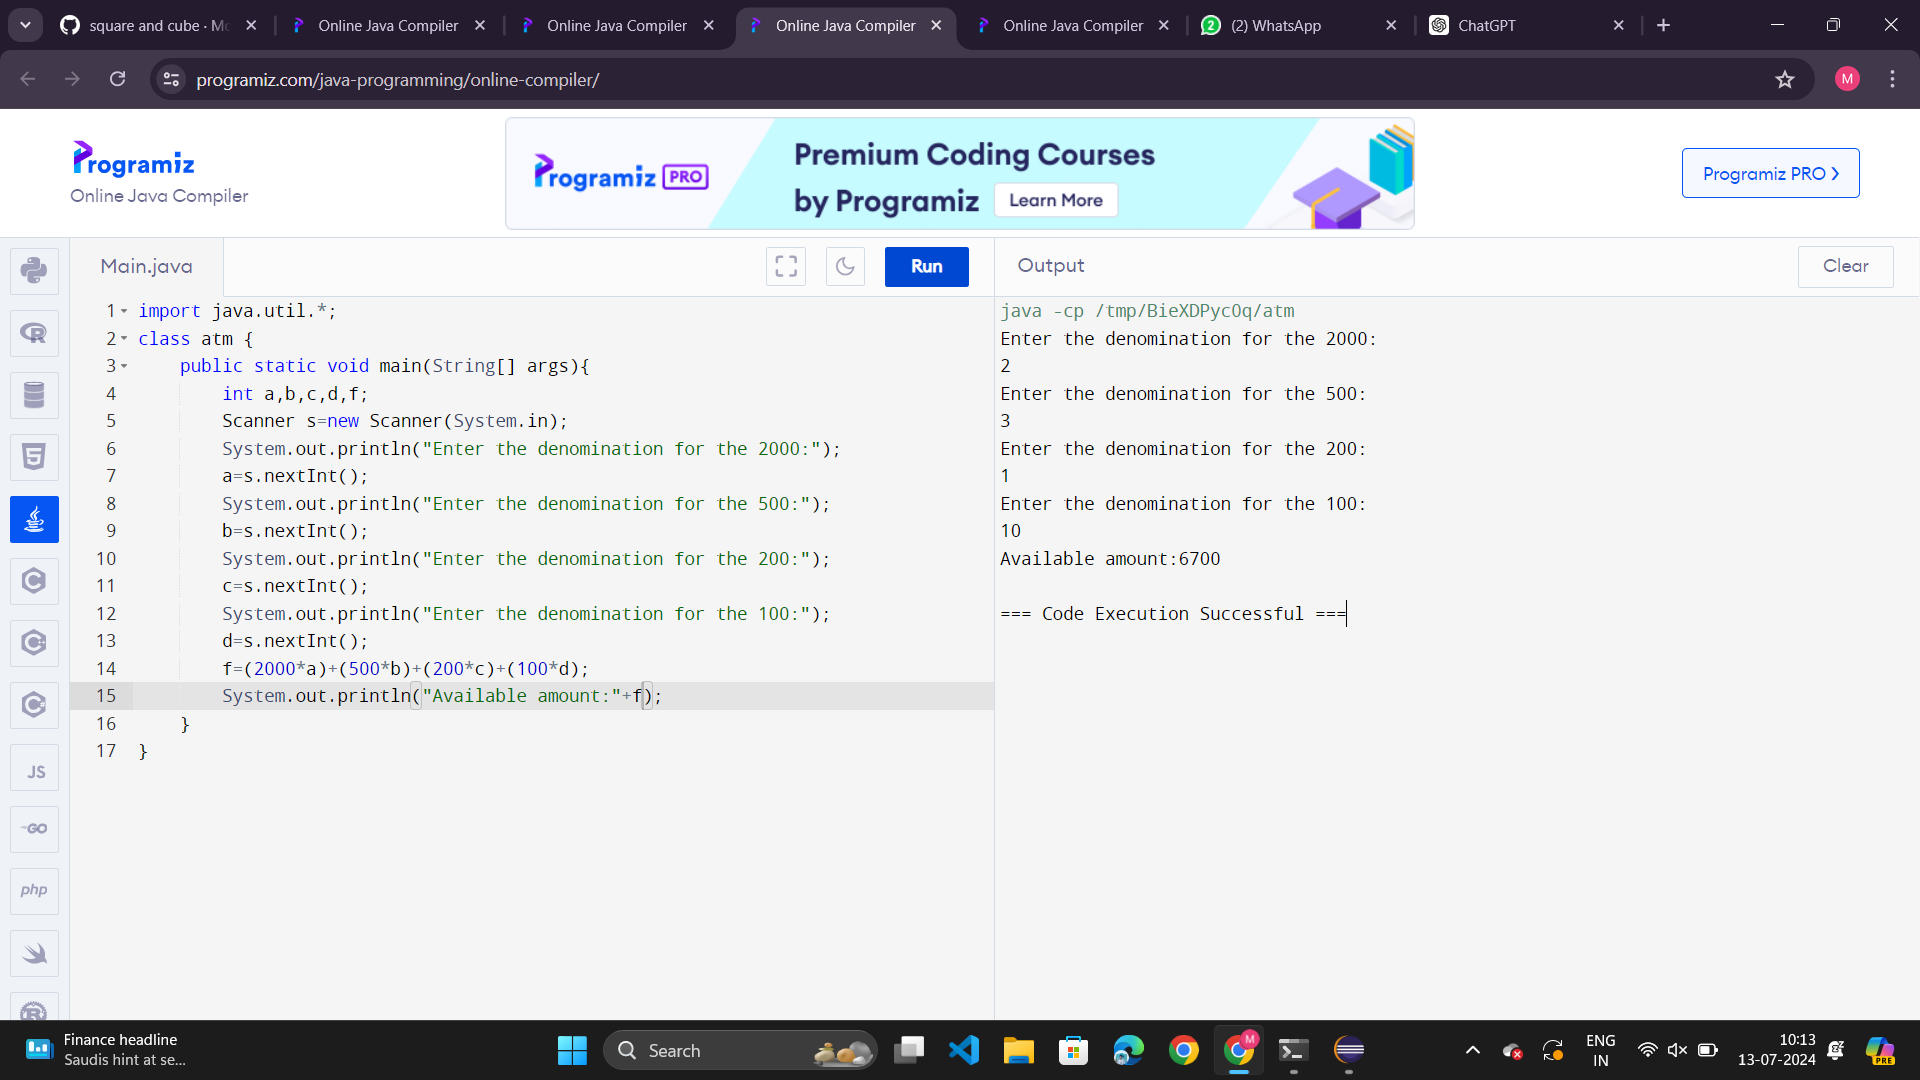 square and cube · Mo
Online Java Compiler
Online Java Compiler
Online Java Compiler
Online Java Compiler
(2) WhatsApp
ChatGPT
programiz.com/java-programming/online-compiler/
M
Programiz
Online Java Compiler
Programiz PRO
Premium Coding Courses
by Programiz
Learn More
Programiz PRO
Main.java
Run
Output
Clear
1 import java.util.*;
2 class atm {
3 public static void main(String[] args){
4 int a,b,c,d,f;
5 Scanner s=new Scanner(System.in);
6 System.out.println("Enter the denomination for the 2000:");
7 a=s.nextInt();
8 System.out.println("Enter the denomination for the 500:");
9 b=s.nextInt();
10 System.out.println("Enter the denomination for the 200:");
11 c=s.nextInt();
12 System.out.println("Enter the denomination for the 100:");
13 d=s.nextInt();
14 f=(2000*a)+(500*b)+(200*c)+(100*d);
15 System.out.println("Available amount:"+f);
16 }
17 }
java -cp /tmp/BieXDPycOq/atm
Enter the denomination for the 2000:
2
Enter the denomination for the 500:
3
Enter the denomination for the 200:
1
Enter the denomination for the 100:
10
Available amount:6700
=== Code Execution Successful ===
R
5
C
C
C
JS
GO
php
R
Finance headline
Saudis hint at se...
Search
M
ENG
IN
10:13
13-07-2024
PRE